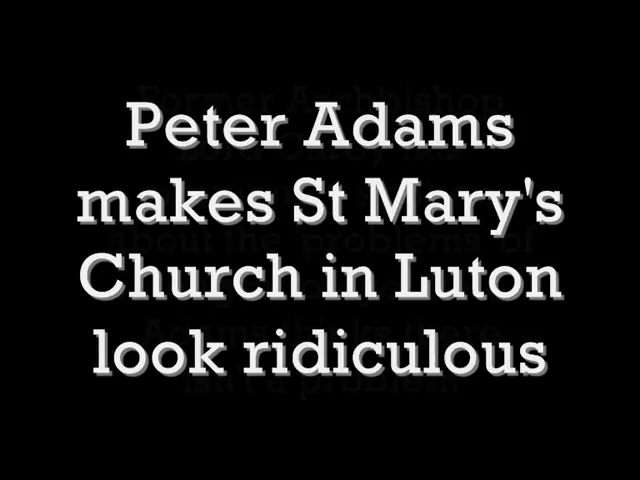 Peter Adams
makes St Mary's
Church in Luton
look ridiculous